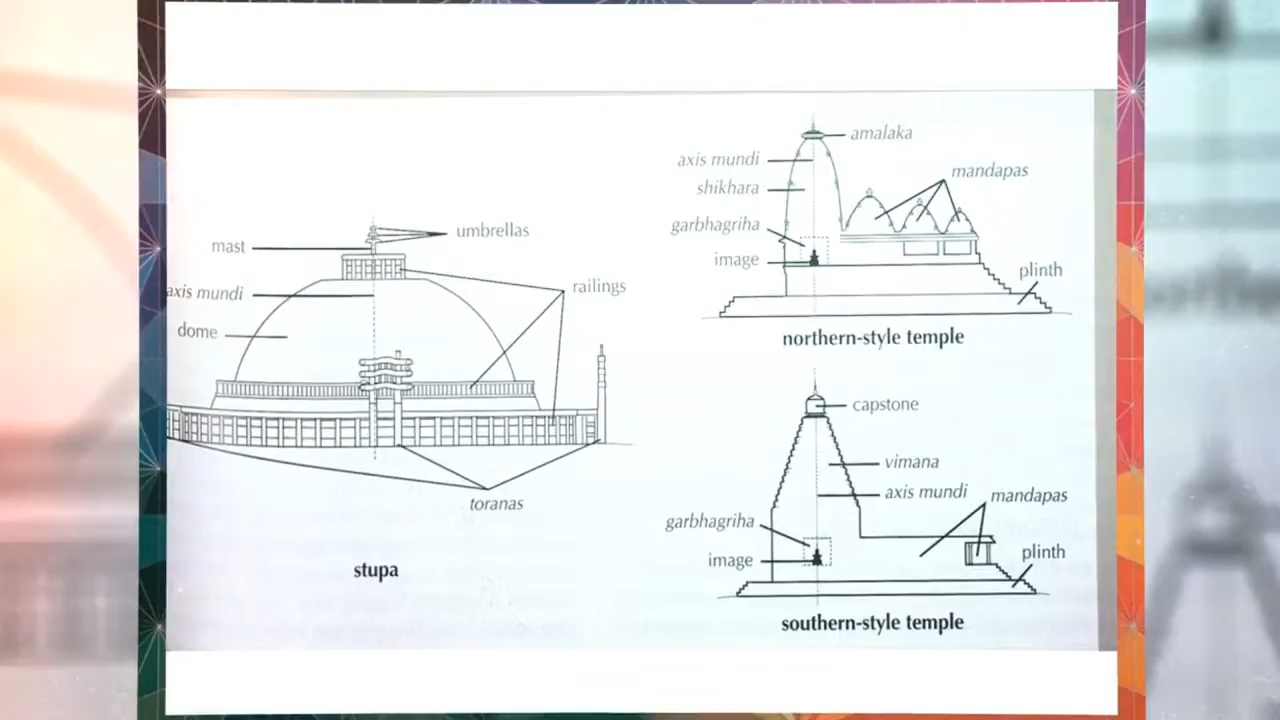 umbrellas
mast
axis mundi
railings
dome
toranas
stupa
amalaka
axis mundi
mandapas
shikhara
garbhagriha
image
plinth
northern-style temple
capstone
vimana
axis mundi
mandapas
garbhagriha
image
plinth
southern-style temple